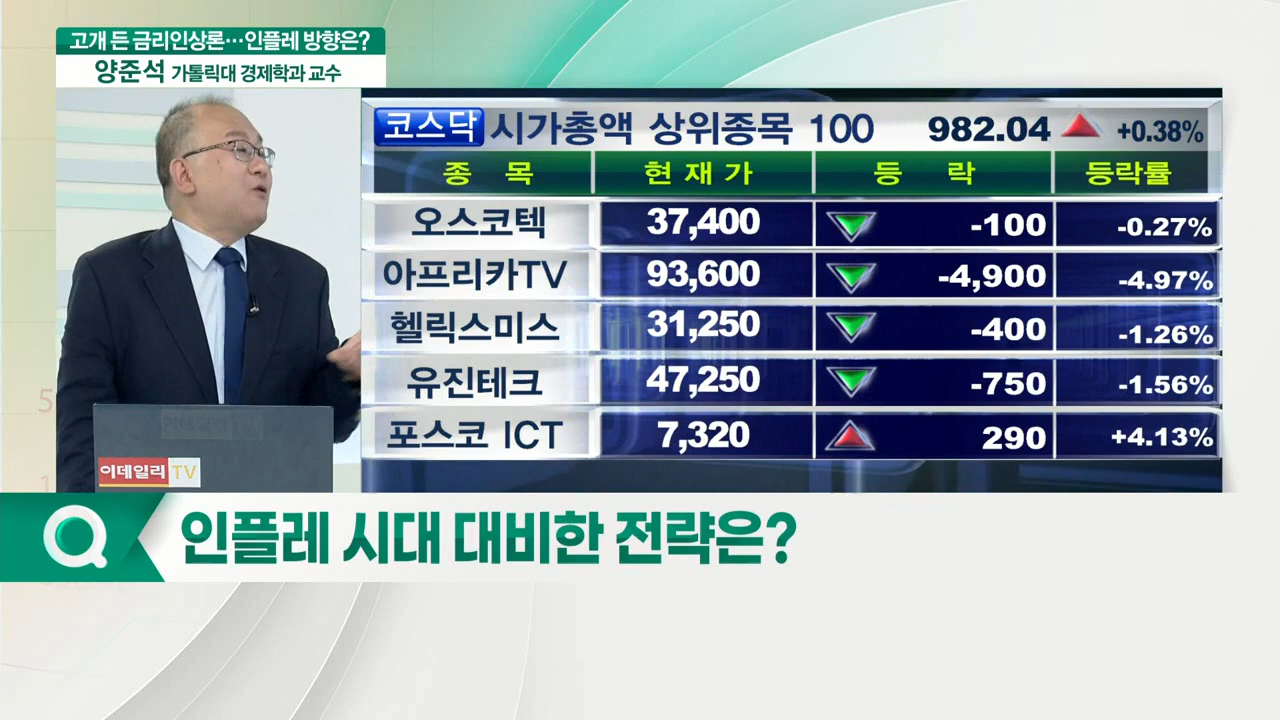 고개 든 금리인상론…인플레 방향은?
양준석 가톨릭대 경제학과 교수
코스닥 시가총액 상위종목 100 982.04 +0.38%
종 목 현 재 가 등 락 등락률
오스코텍 37,400 -100 -0.27%
아프리카TV 93,600 -4,900 -4.97%
헬릭스미스 31,250 -400 -1.26%
유진테크 47,250 -750 -1.56%
포스코 ICT 7,320 290 +4.13%
이데일리 TV
Q 인플레 시대 대비한 전략은?
5
1